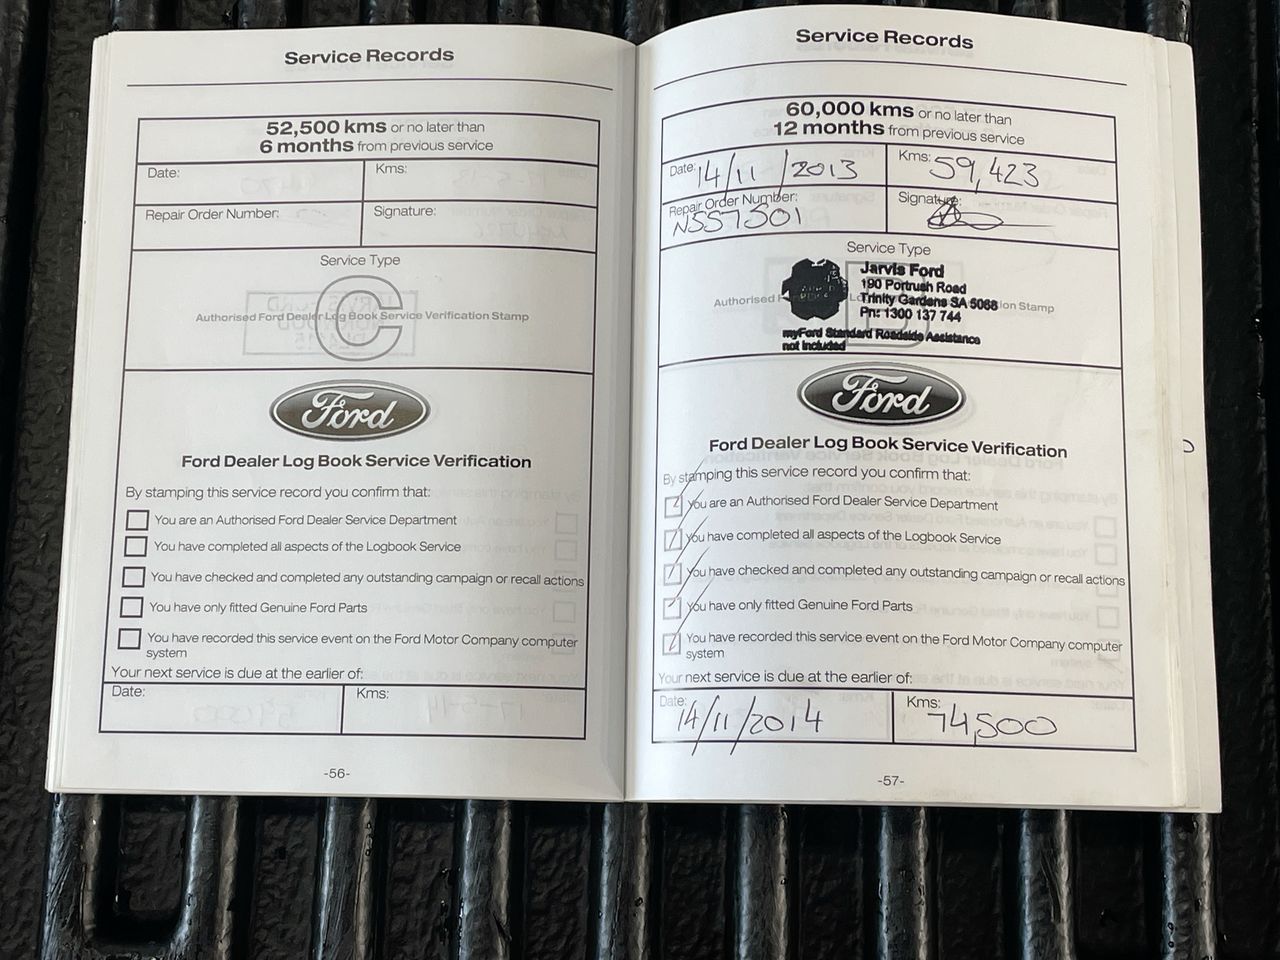 Service Records
52,500 kms or no later than
6 months from previous service
Date:
Kms:
Repair Order Number:
Signature:
Service Type
C
Authorised Ford Dealer Log Book Service Verification Stamp
Ford
Ford Dealer Log Book Service Verification
By stamping this service record you confirm that:
You are an Authorised Ford Dealer Service Department
You have completed all aspects of the Logbook Service
You have checked and completed any outstanding campaign or recall actions
You have only fitted Genuine Ford Parts
You have recorded this service event on the Ford Motor Company computer
system
Your next service is due at the earlier of:
Date:
Kms:
-56-
Service Records
60,000 kms or no later than
12 months from previous service
Date: 14/11/2013
Kms: 59,423
Repair Order Number:
Signature:
Service Type
Jarvis Ford
190 Portrush Road
Trinity Gardens SA 5068
Ph: 1300 137 744
Authorised
ion Stamp
myFord Standard Roadside Assistance
not included
Ford
Ford Dealer Log Book Service Verification
By stamping this service record you confirm that:
You are an Authorised Ford Dealer Service Department
You have completed all aspects of the Logbook Service
You have checked and completed any outstanding campaign or recall actions
You have only fitted Genuine Ford Parts
You have recorded this service event on the Ford Motor Company computer
system
Your next service is due at the earlier of:
Date: 14/11/2014
Kms: 74,500
-57-